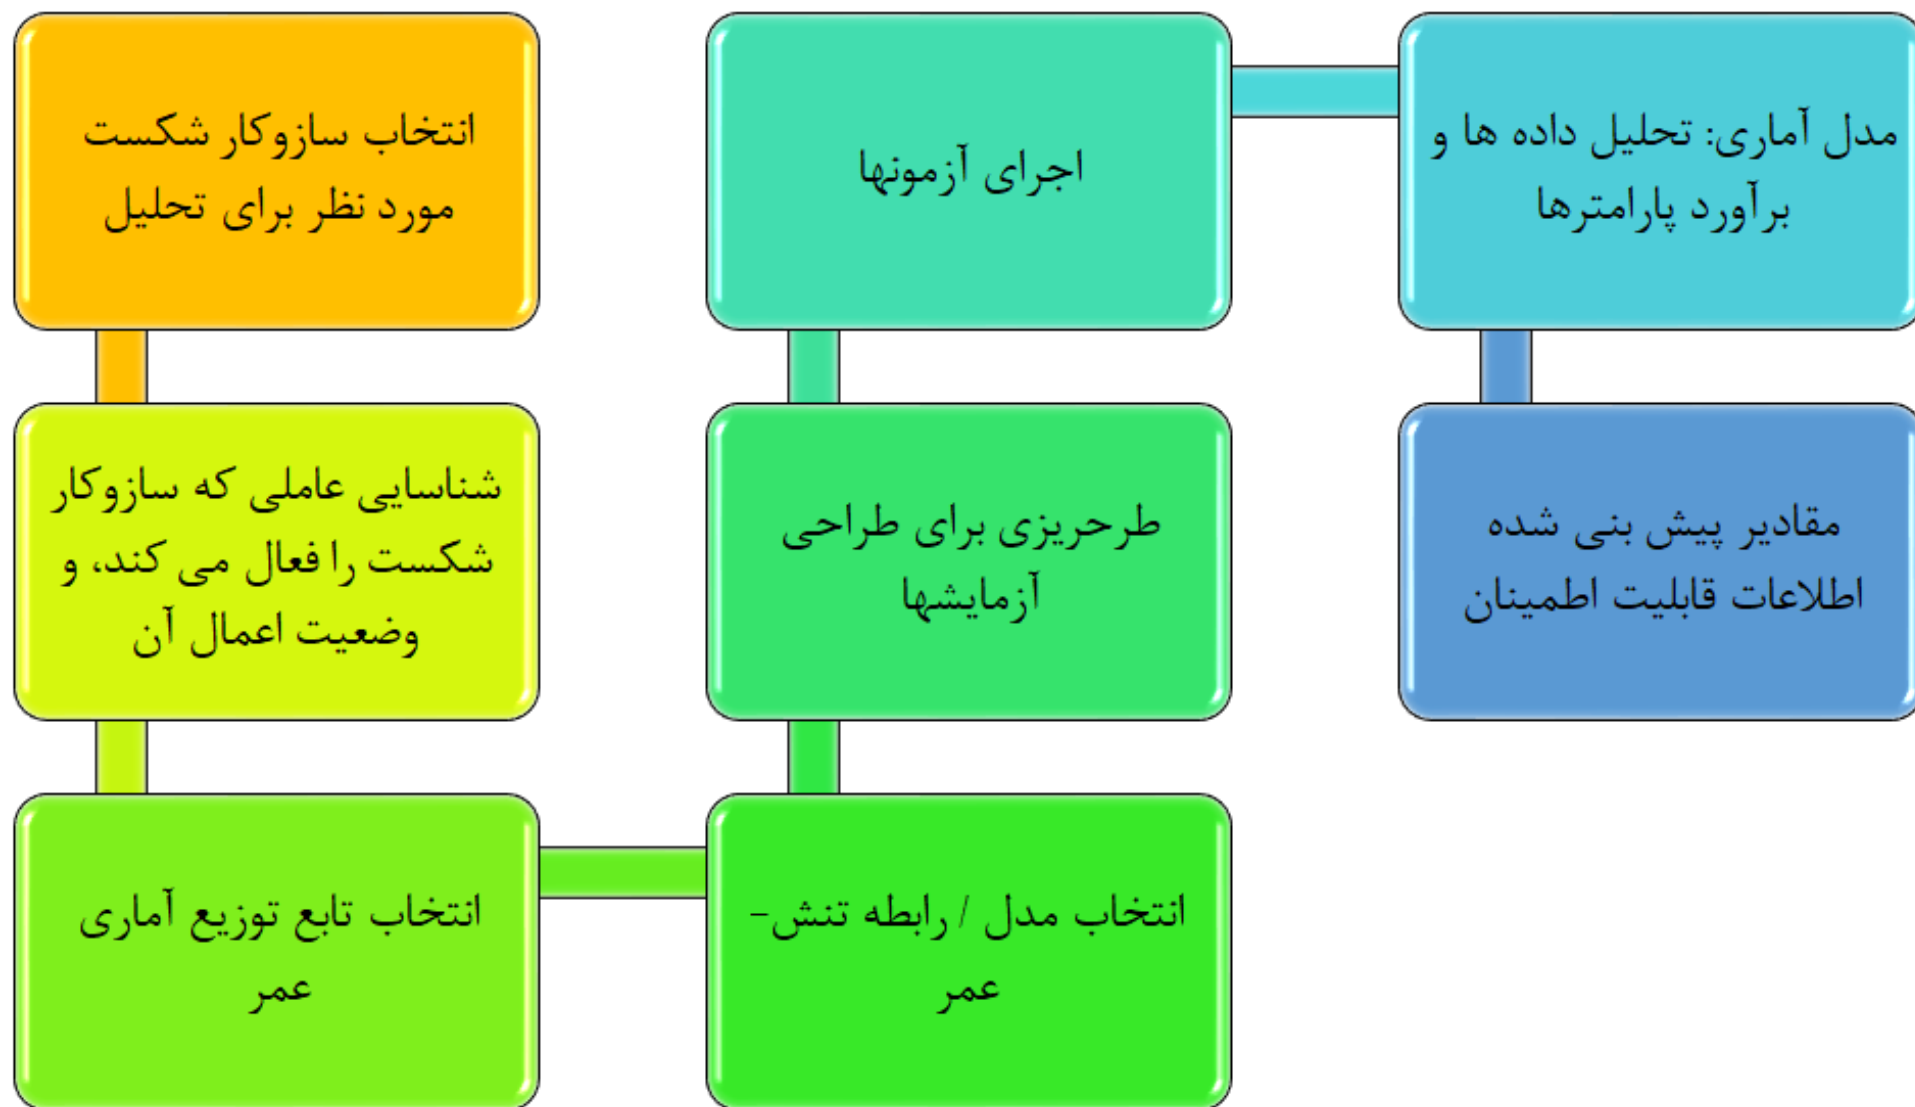 انتخاب سازوکار شکست
مورد نظر برای تحلیل
شناسایی عاملی که سازوکار
شکست را فعال می کند، و
وضعیت اعمال آن
انتخاب تابع توزیع آماری
عمر
انتخاب مدل / رابطه تنش-
عمر
طرحریزی برای طراحی
آزمایشها
اجرای آزمونها
مدل آماری: تحلیل داده ها و
برآورد پارامترها
مقادیر پیش بنی شده
اطلاعات قابلیت اطمینان